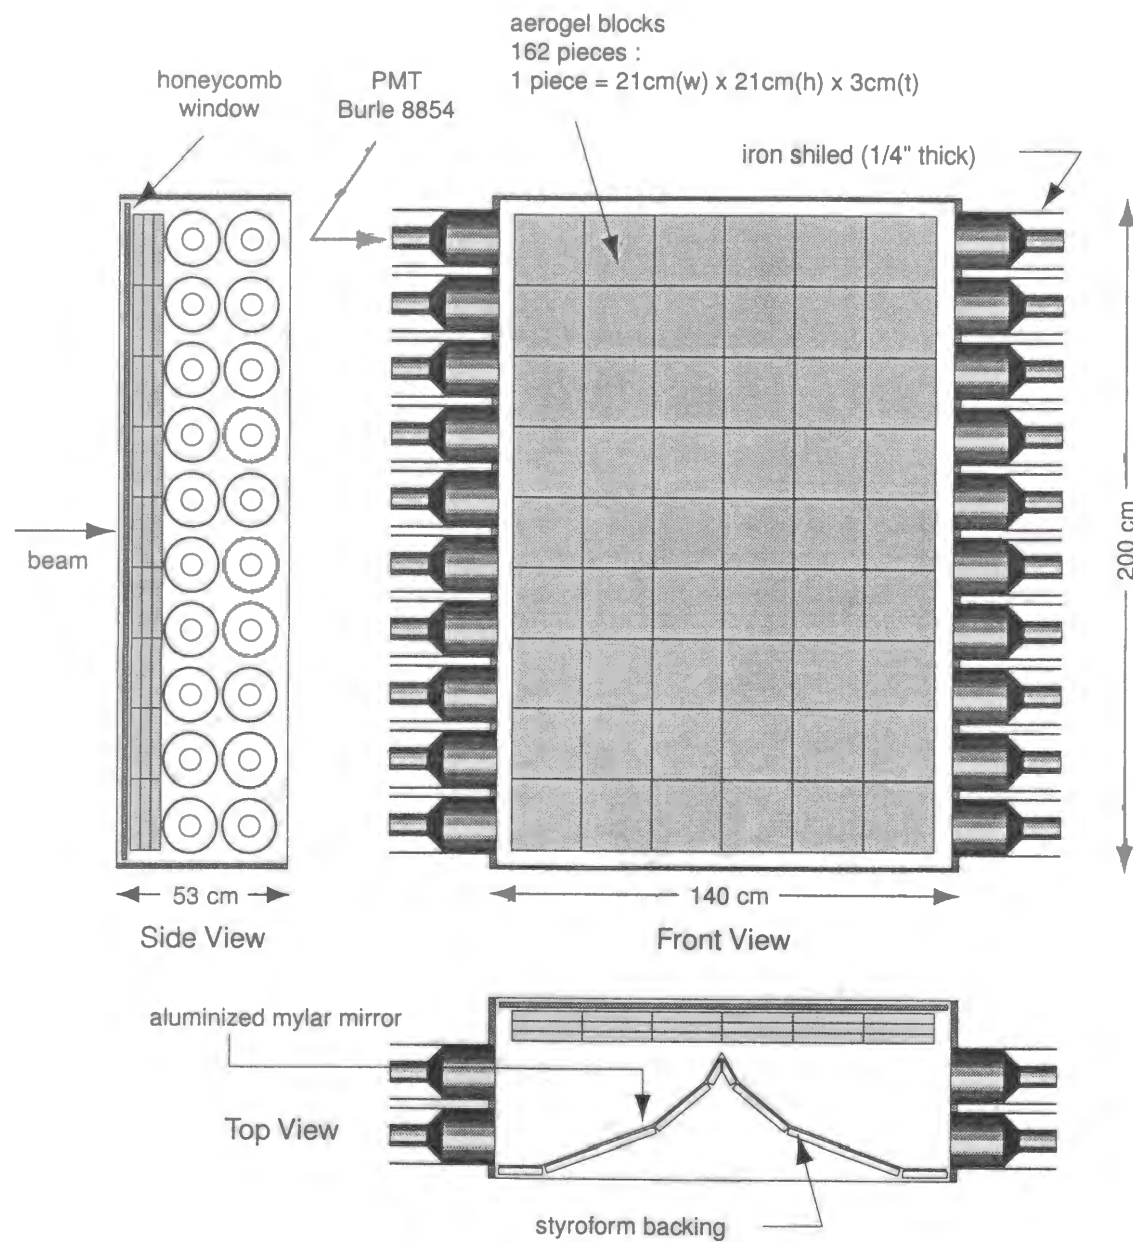 aerogel blocks
162 pieces :
1 piece = 21cm(w) x 21cm(h) x 3cm(t)
honeycomb
window
PMT
Burle 8854
iron shiled (1/4" thick)
beam
200 cm
53 cm
140 cm
Side View
Front View
aluminized mylar mirror
Top View
styroform backing